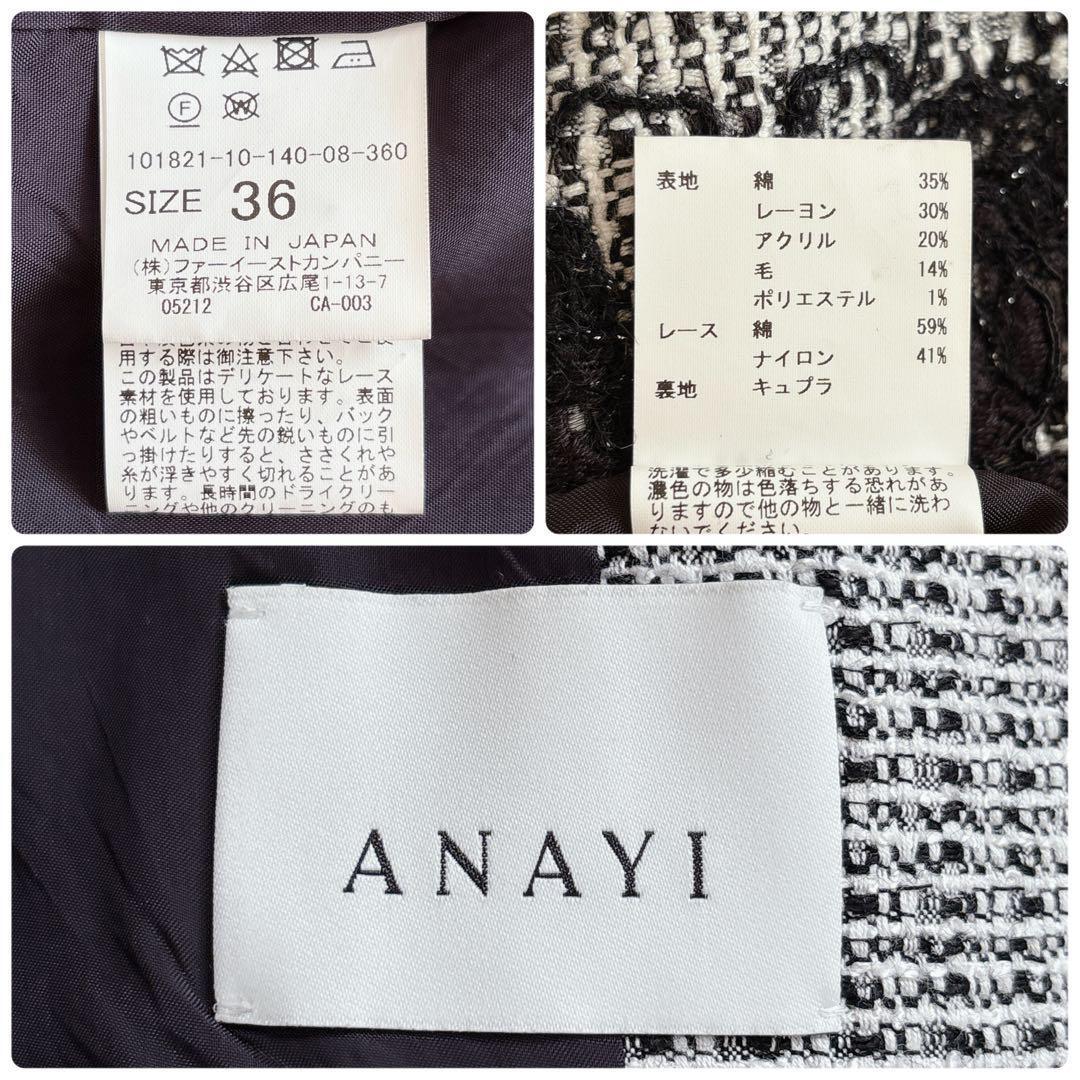 101821-10-140-08-360
SIZE 36
MADE IN JAPAN
(株)ファーイーストカンパニー
東京都渋谷区広尾1-13-7
05212 CA-003
用する際は御注意下さい。
この製品はデリケートなレース
素材を使用しております。表面
の粗いものに擦ったり、バック
やベルトなど先の鋭いものに引
っ掛けたりすると、ささくれや
糸が浮きやすく切れることがあ
ります。長時間のドライクリー
ニングや他のクリーニングのも
表地 綿 35%
レーヨン 30%
アクリル 20%
毛 14%
ポリエステル 1%
レース 綿 59%
ナイロン 41%
裏地 キュプラ
洗濯で多少縮むことがあります。
濃色の物は色落ちする恐れがあ
りますので他の物と一緒に洗わ
ないでください。
ANAYI